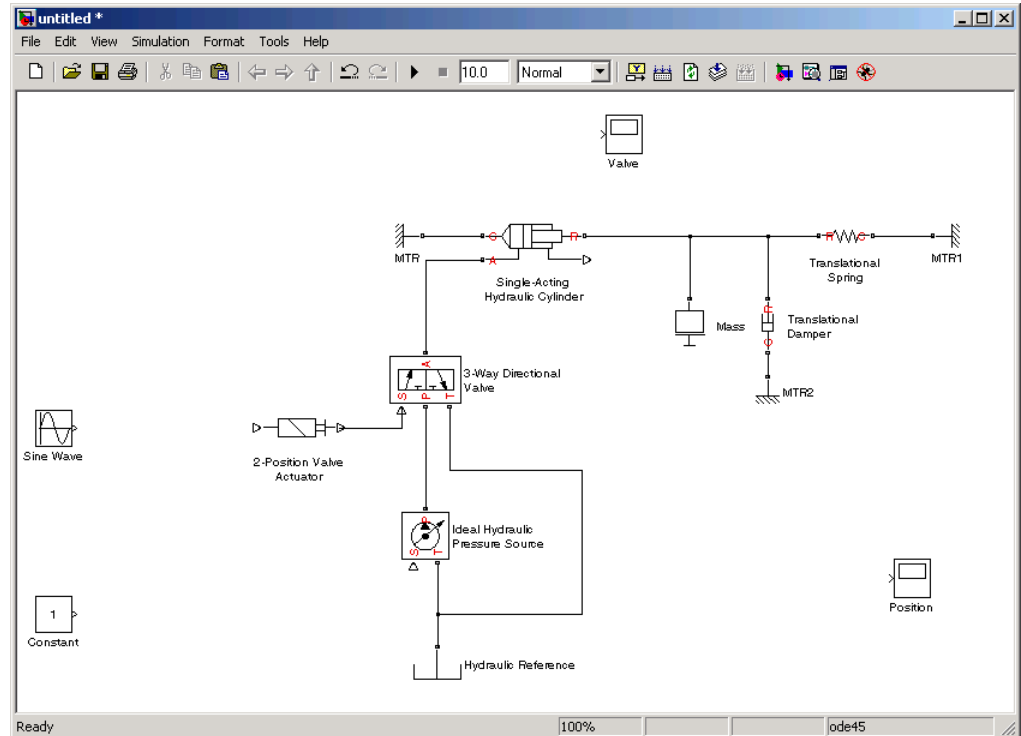 untitled *
File Edit View Simulation Format Tools Help
10.0 Normal
Valve
C R
MTR
A
Single-Acting
Hydraulic Cylinder
R C
Translational
Spring
MTR1
Mass
R
Translational
Damper
C
MTR2
A
S P T
3-Way Directional
Valve
Sine Wave
2-Position Valve
Actuator
P
S T
Ideal Hydraulic
Pressure Source
Position
1
Constant
Hydraulic Reference
Ready 100% ode45